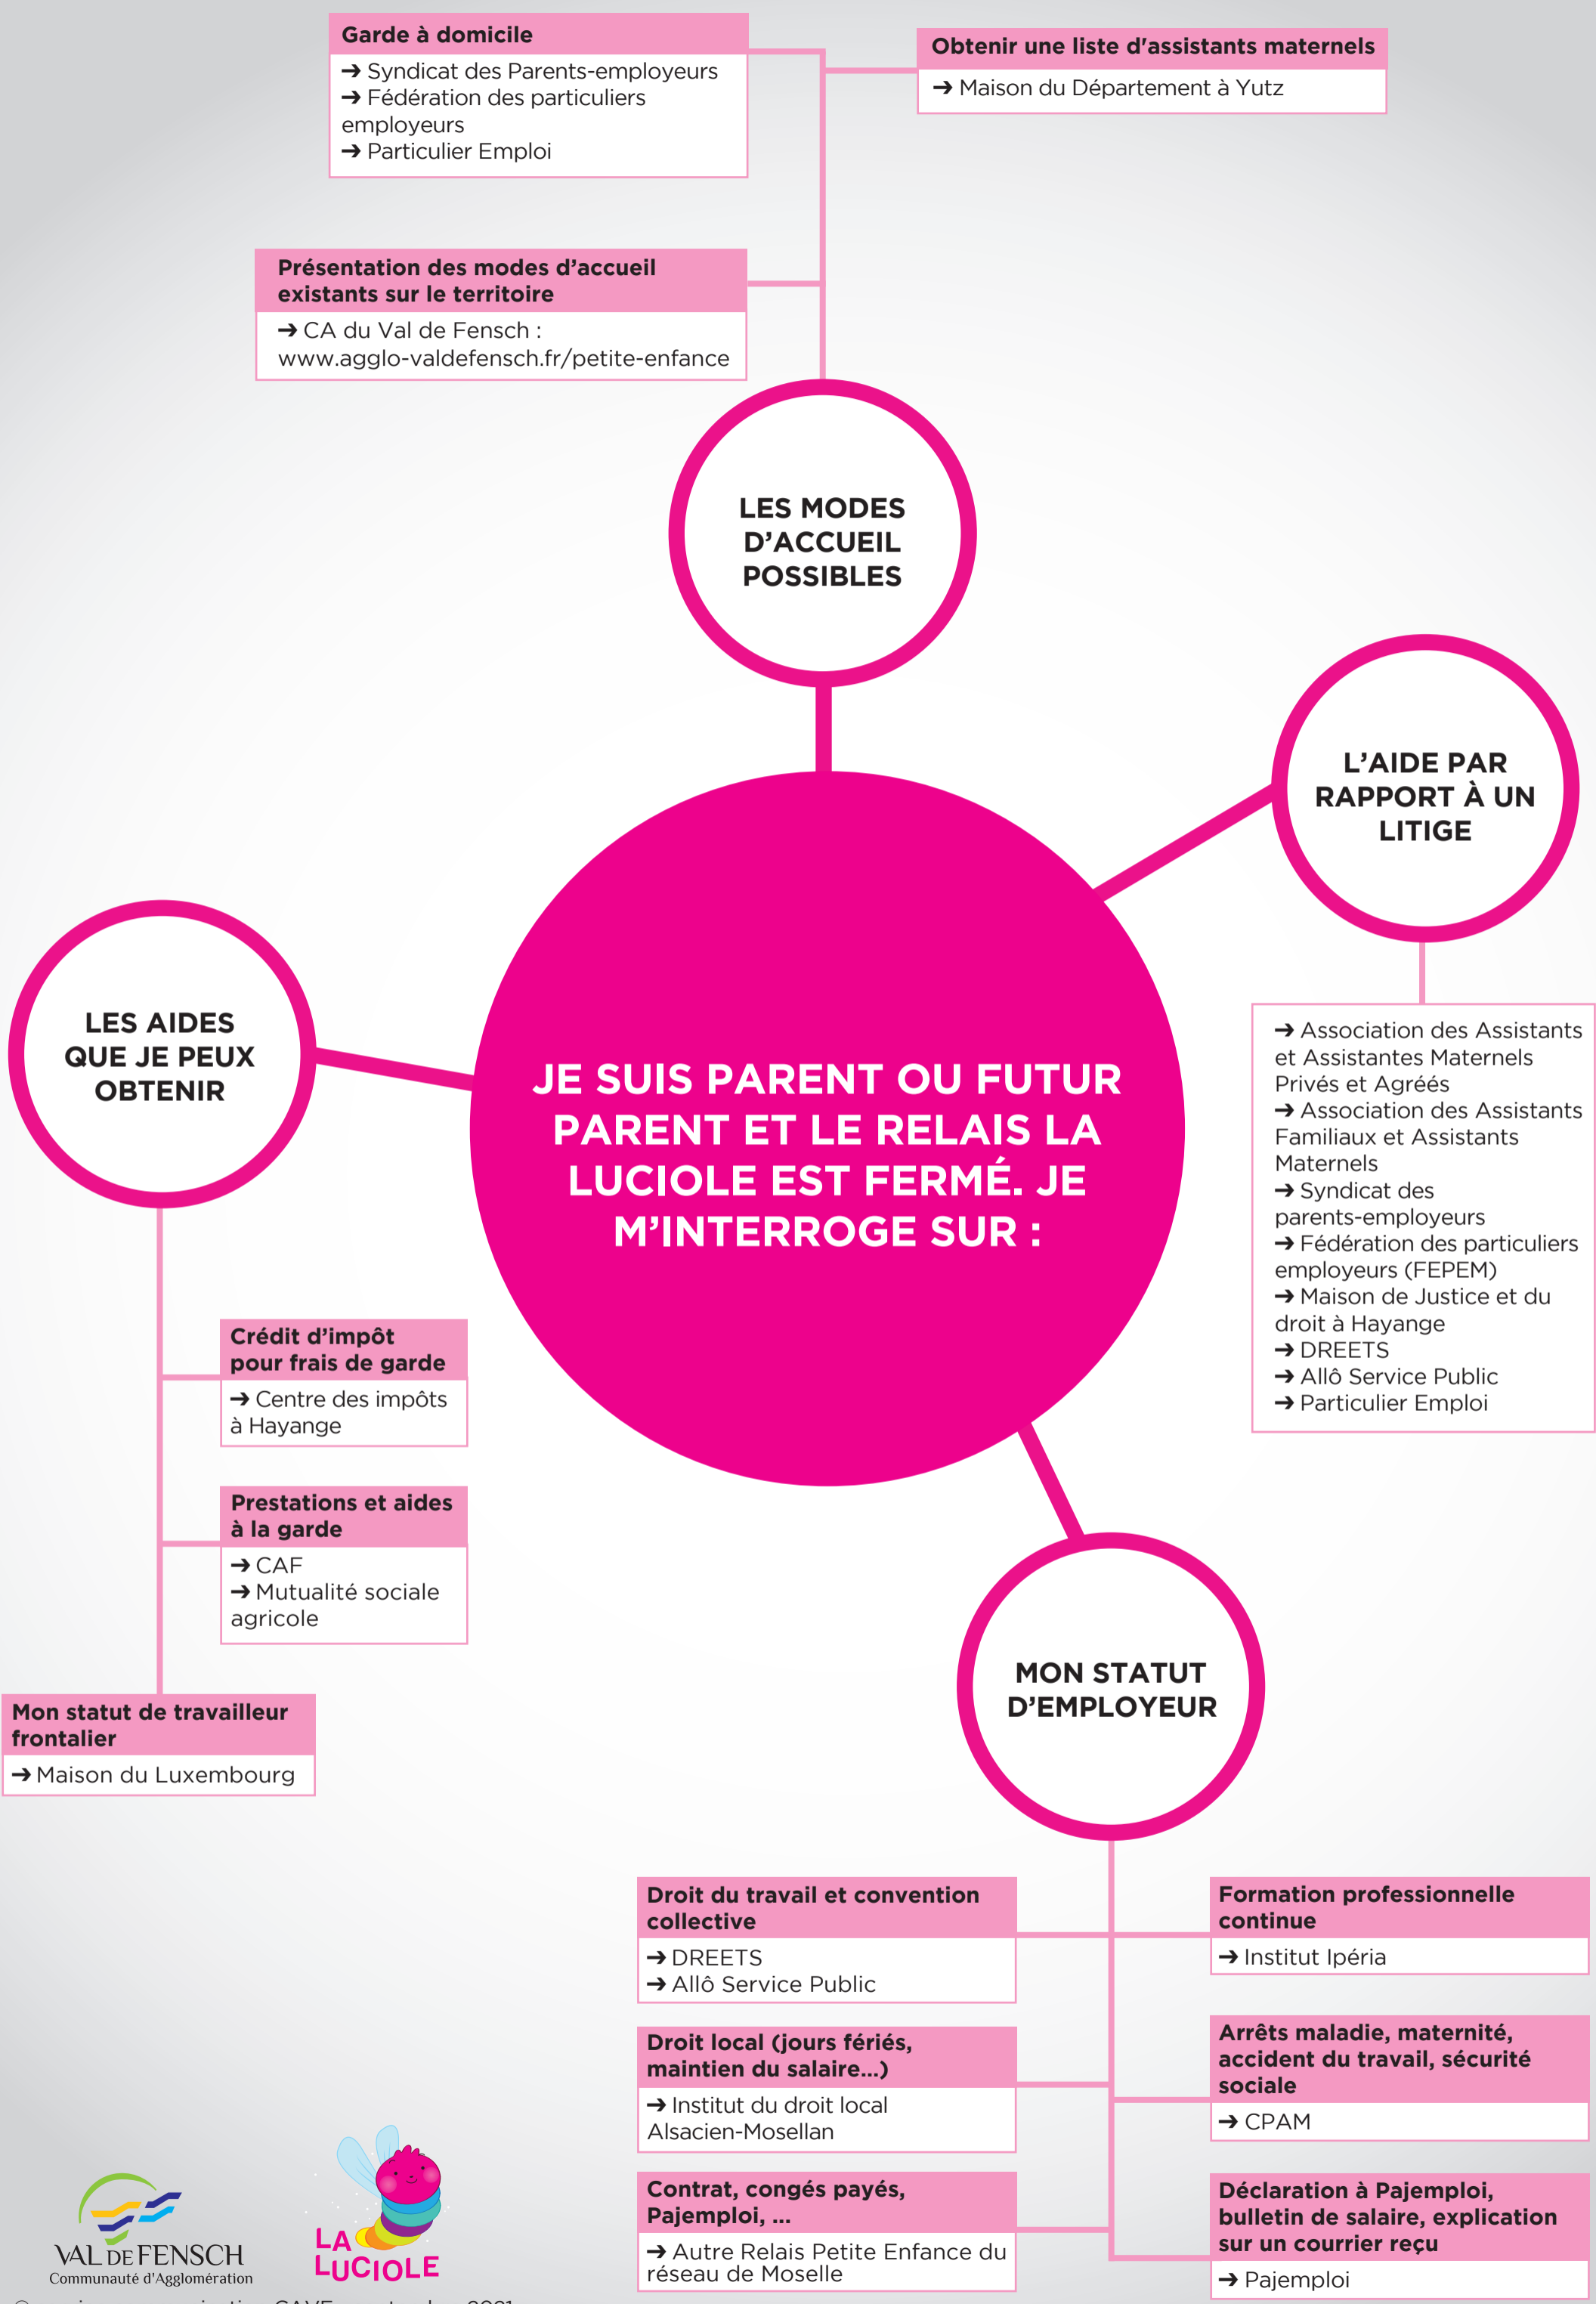 Garde à domicile
➔ Syndicat des Parents-employeurs
➔ Fédération des particuliers
employeurs
➔ Particulier Emploi
Obtenir une liste d'assistants maternels
➔ Maison du Département à Yutz
Présentation des modes d’accueil
existants sur le territoire
➔ CA du Val de Fensch :
www.agglo-valdefensch.fr/petite-enfance
LES MODES
D’ACCUEIL
POSSIBLES
L’AIDE PAR
RAPPORT À UN
LITIGE
➔ Association des Assistants
et Assistantes Maternels
Privés et Agréés
➔ Association des Assistants
Familiaux et Assistants
Maternels
➔ Syndicat des
parents-employeurs
➔ Fédération des particuliers
employeurs (FEPEM)
➔ Maison de Justice et du
droit à Hayange
➔ DREETS
➔ Allô Service Public
➔ Particulier Emploi
LES AIDES
QUE JE PEUX
OBTENIR
JE SUIS PARENT OU FUTUR
PARENT ET LE RELAIS LA
LUCIOLE EST FERMÉ. JE
M’INTERROGE SUR :
Crédit d’impôt
pour frais de garde
➔ Centre des impôts
à Hayange
Prestations et aides
à la garde
➔ CAF
➔ Mutualité sociale
agricole
Mon statut de travailleur
frontalier
➔ Maison du Luxembourg
MON STATUT
D’EMPLOYEUR
Droit du travail et convention
collective
➔ DREETS
➔ Allô Service Public
Formation professionnelle
continue
➔ Institut Ipéria
Droit local (jours fériés,
maintien du salaire...)
➔ Institut du droit local
Alsacien-Mosellan
Arrêts maladie, maternité,
accident du travail, sécurité
sociale
➔ CPAM
Contrat, congés payés,
Pajemploi, ...
➔ Autre Relais Petite Enfance du
réseau de Moselle
Déclaration à Pajemploi,
bulletin de salaire, explication
sur un courrier reçu
➔ Pajemploi
VAL DE FENSCH
Communauté d'Agglomération
LA
LUCIOLE